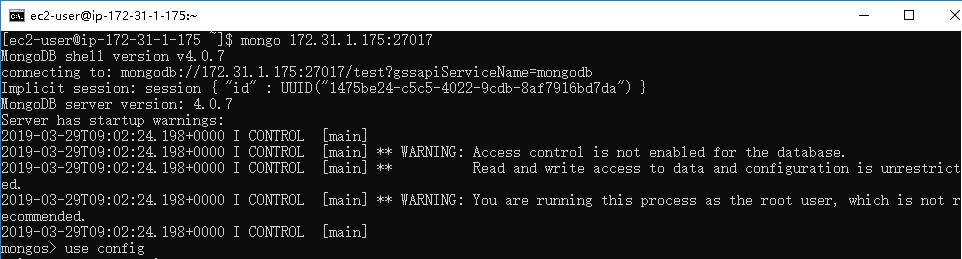 ec2-user@ip-172-31-1-175:~
[ec2-user@ip-172-31-1-175 ~]$ mongo 172.31.1.175:27017
MongoDB shell version v4.0.7
connecting to: mongodb://172.31.1.175:27017/test?gssapiServiceName=mongodb
Implicit session: session { "id" : UUID("1475be24-c5c5-4022-9cdb-8af7916bd7da") }
MongoDB server version: 4.0.7
Server has startup warnings:
2019-03-29T09:02:24.198+0000 I CONTROL  [main]
2019-03-29T09:02:24.198+0000 I CONTROL  [main] ** WARNING: Access control is not enabled for the database.
2019-03-29T09:02:24.198+0000 I CONTROL  [main] **          Read and write access to data and configuration is unrestrict
ed.
2019-03-29T09:02:24.198+0000 I CONTROL  [main] ** WARNING: You are running this process as the root user, which is not r
ecommended.
2019-03-29T09:02:24.198+0000 I CONTROL  [main]
mongos> use config